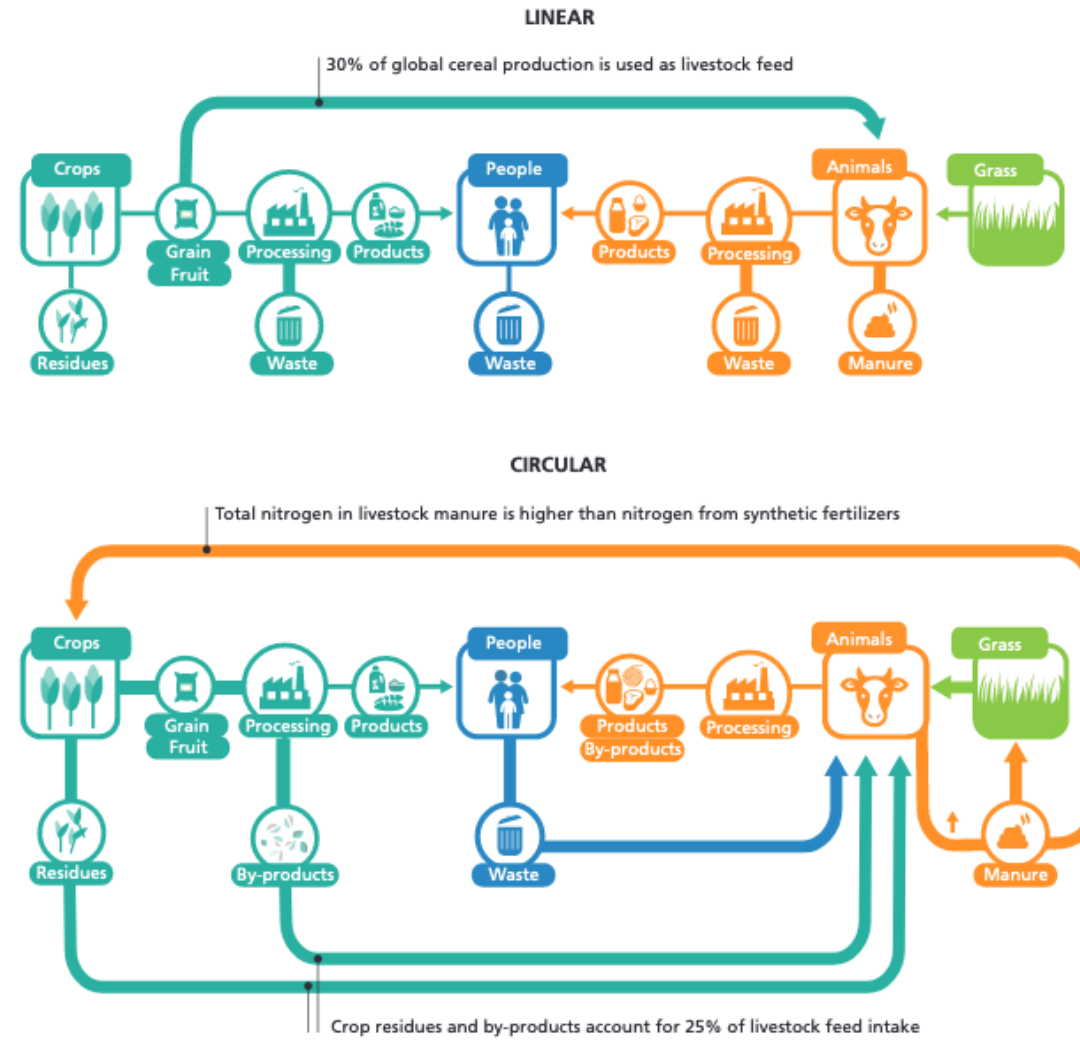 LINEAR
30% of global cereal production is used as livestock feed
Crops
People
Animals
Grass
Grain
Fruit
Processing
Products
Products
Processing
Residues
Waste
Waste
Waste
Manure
CIRCULAR
Total nitrogen in livestock manure is higher than nitrogen from synthetic fertilizers
Crops
People
Animals
Grass
Grain
Fruit
Processing
Products
Products
By-products
Processing
Residues
By-products
Waste
Manure
Crop residues and by-products account for 25% of livestock feed intake